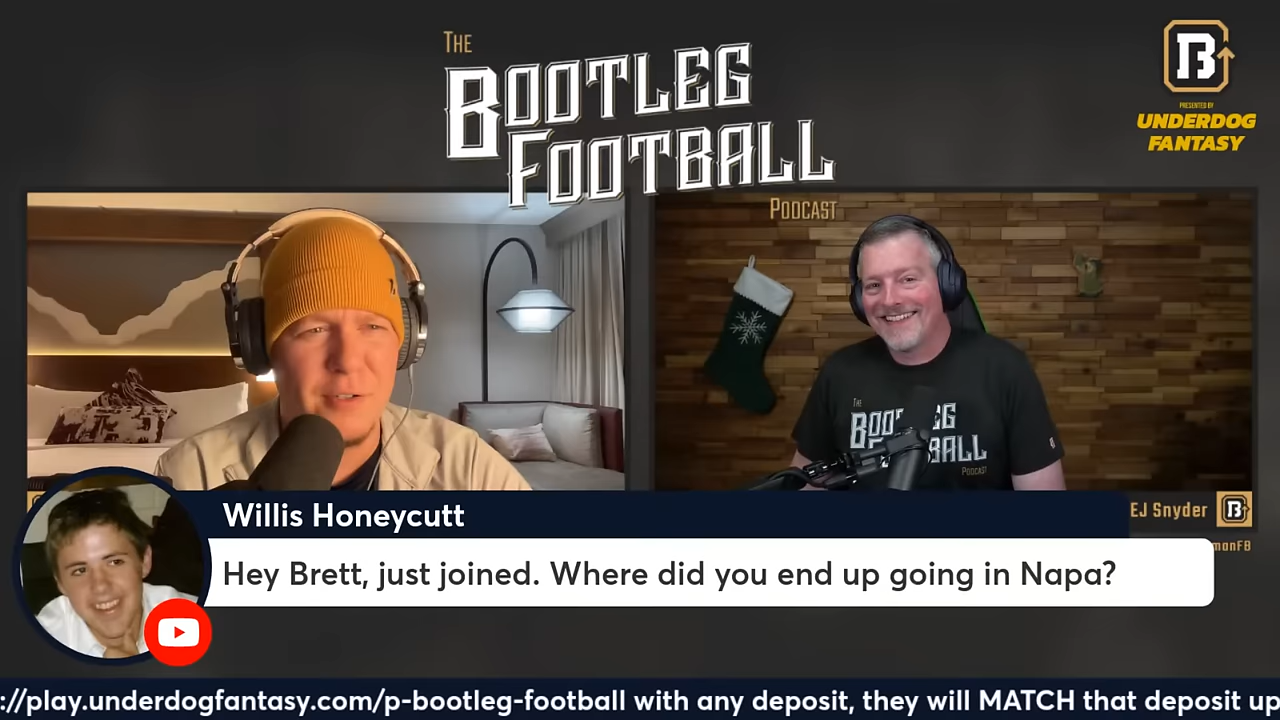 THE
BOOTLEG
FOOTBALL
PODCAST
B
PRESENTED BY
UNDERDOG
FANTASY
THE
PODCAST
EJ Snyder
B
manFB
Willis Honeycutt
Hey Brett, just joined. Where did you end up going in Napa?
://play.underdogfantasy.com/p-bootleg-football with any deposit, they will MATCH that deposit up